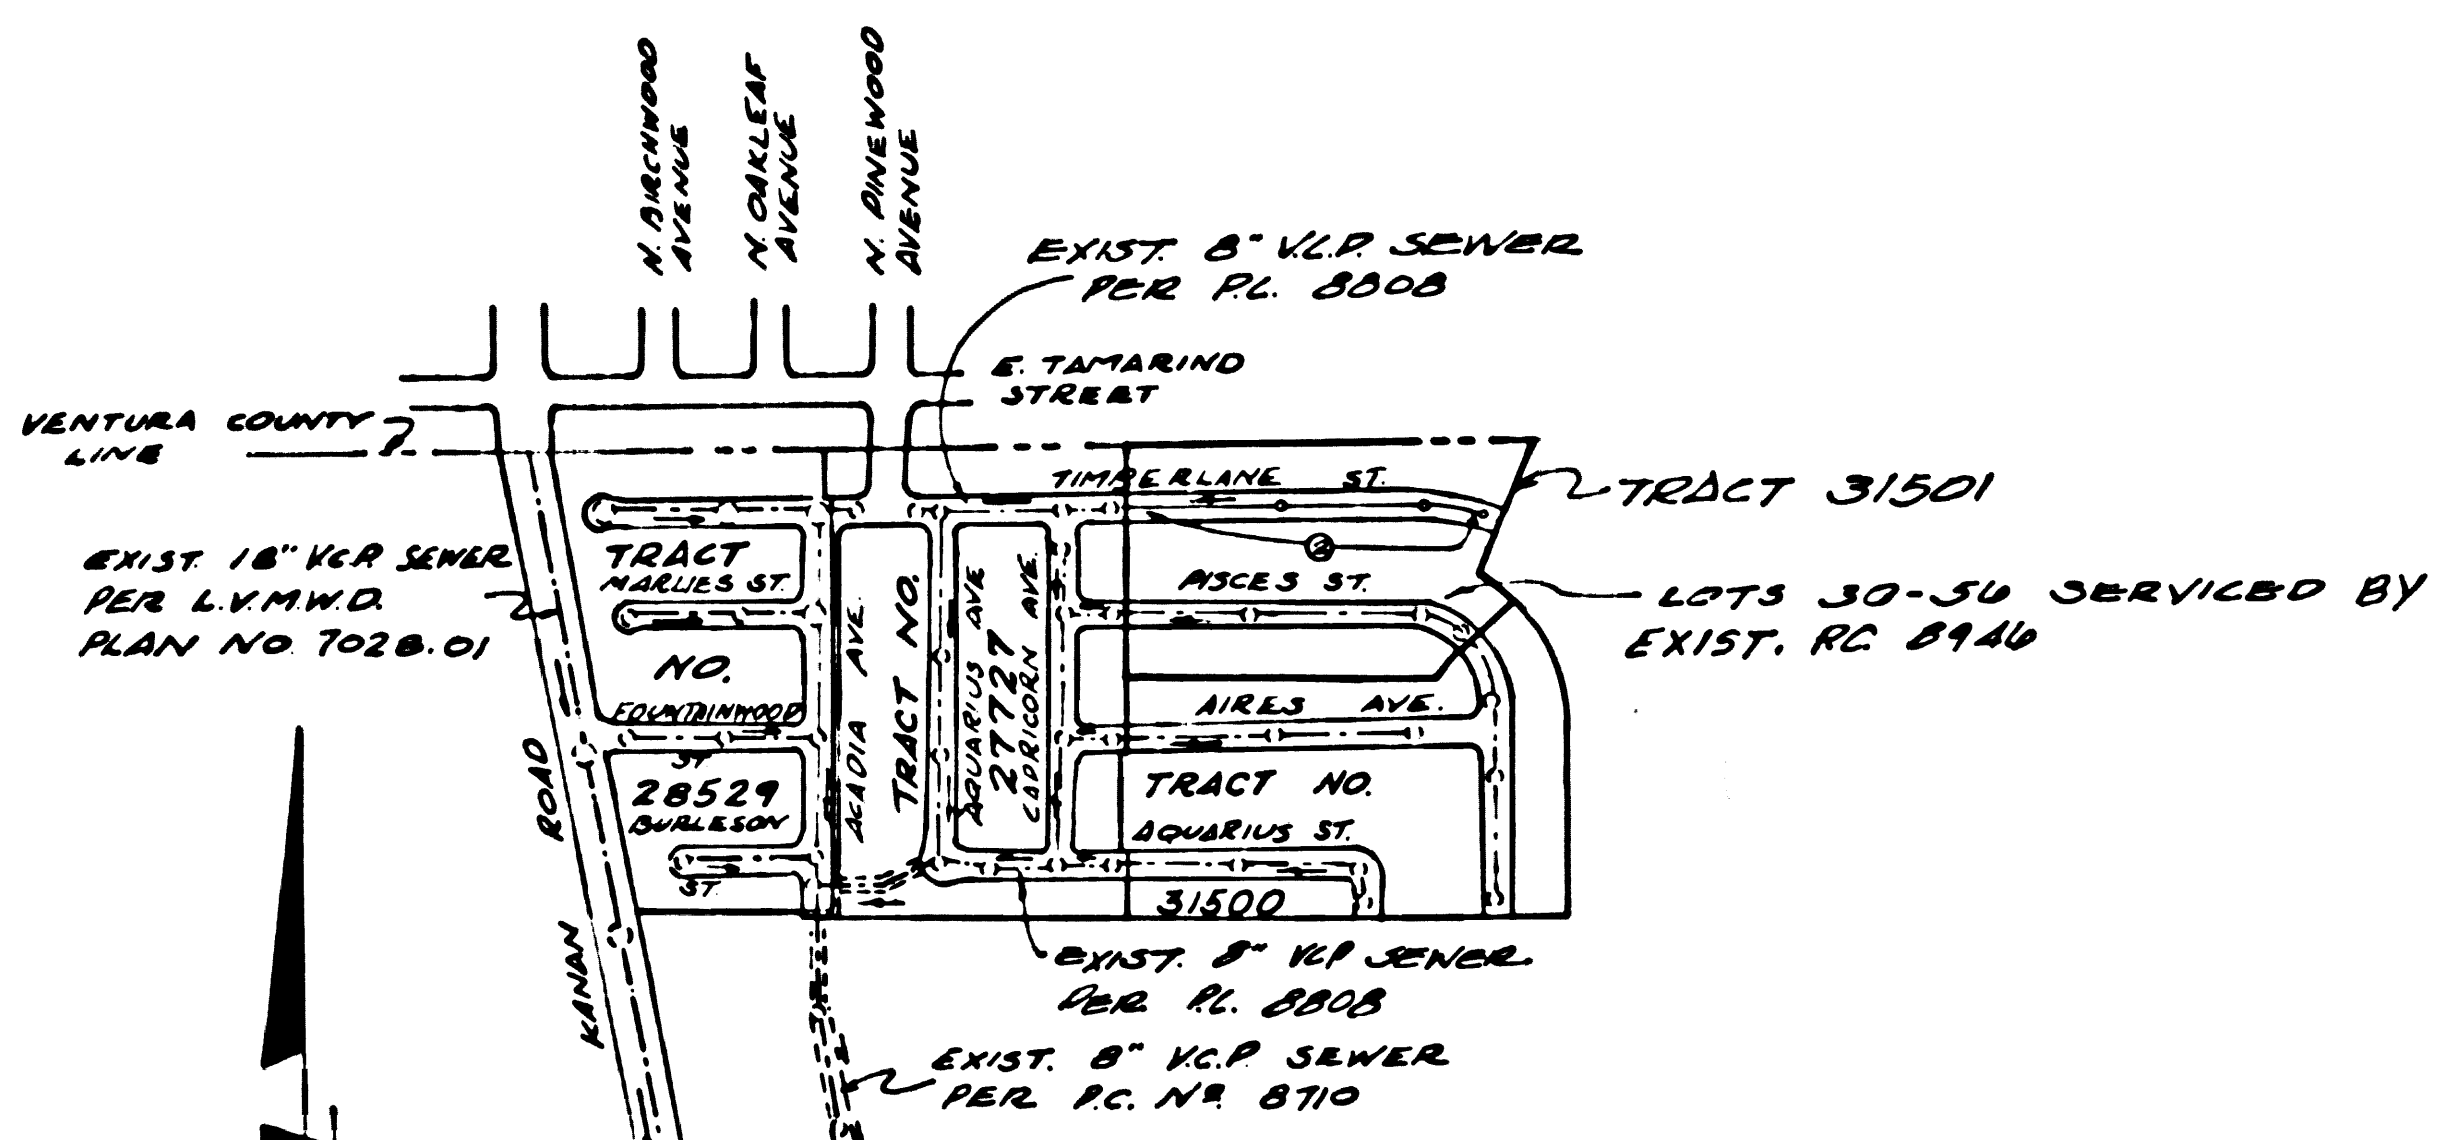 N. BIRCHWOOD
AVENUE
N. OAKLEAF
AVENUE
N. PINEWOOD
AVENUE
EXIST. 8" V.C.P. SEWER
PER P.C. 8808
E. TAMARIND
STREET
VENTURA COUNTY
LINE
TIMBERLANE ST.
TRACT 31501
EXIST. 18" V.C.P. SEWER
PER L.V.M.W.D.
PLAN NO. 7028.01
TRACT
MARLIES ST.
NO.
FOUNTAINWOOD
ST
28529
BURLESON
ST.
ACADIA AVE.
TRACT NO.
AQUARIUS AVE
27727
CAPRICORN AVE.
2
PISCES ST.
LOTS 30-56 SERVICED BY
EXIST. P.C. 8946
AIRES AVE.
TRACT NO.
AQUARIUS ST.
31500
KANAN ROAD
EXIST. 8" VCP SEWER
PER P.C. 8808
EXIST. 8" V.C.P SEWER
PER P.C. Nº 8710